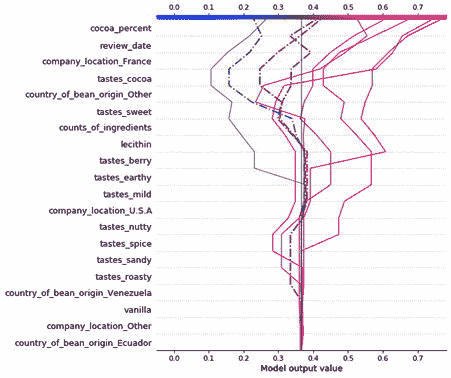 0.0 0.1 0.2 0.3 0.4 0.5 0.6 0.7
cocoa_percent
review_date
company_location_France
tastes_cocoa
country_of_bean_origin_Other
tastes_sweet
counts_of_ingredients
lecithin
tastes_berry
tastes_earthy
tastes_mild
company_location_U.S.A
tastes_nutty
tastes_spice
tastes_sandy
tastes_roasty
country_of_bean_origin_Venezuela
vanilla
company_location_Other
country_of_bean_origin_Ecuador
0.0 0.1 0.2 0.3 0.4 0.5 0.6 0.7
Model output value